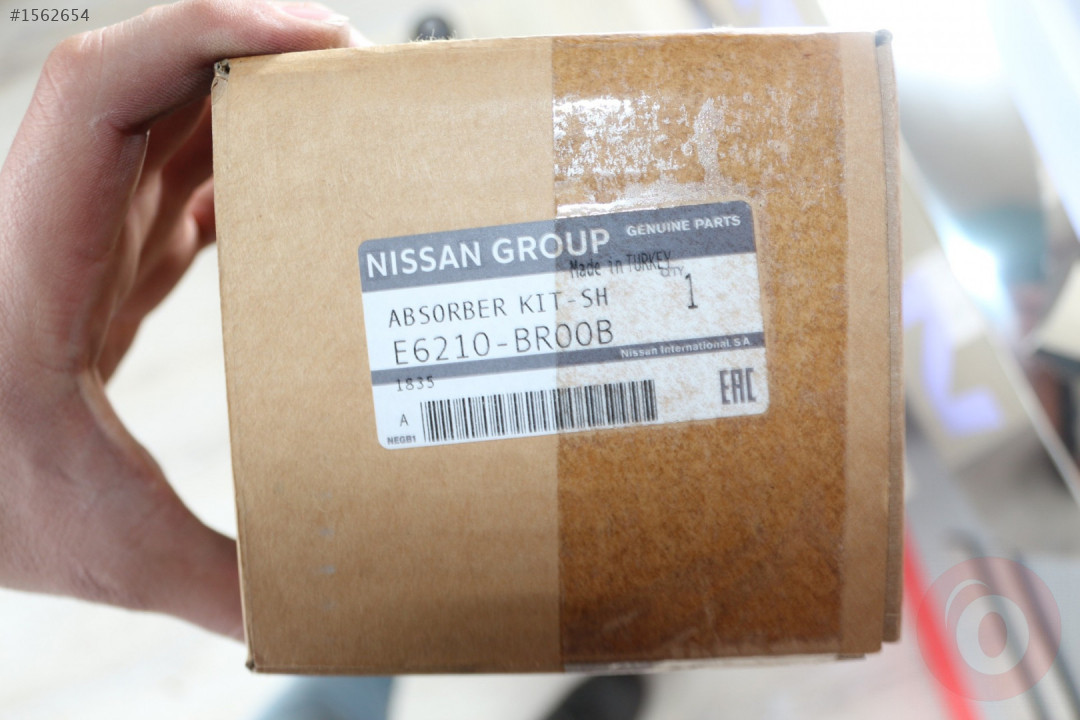 #1562654
NISSAN GROUP GENUINE PARTS
Made in TURKEY
QTY
ABSORBER KIT-SH 1
E6210-BR00B
Nissan International SA
1835
A
EAC
NEGB1